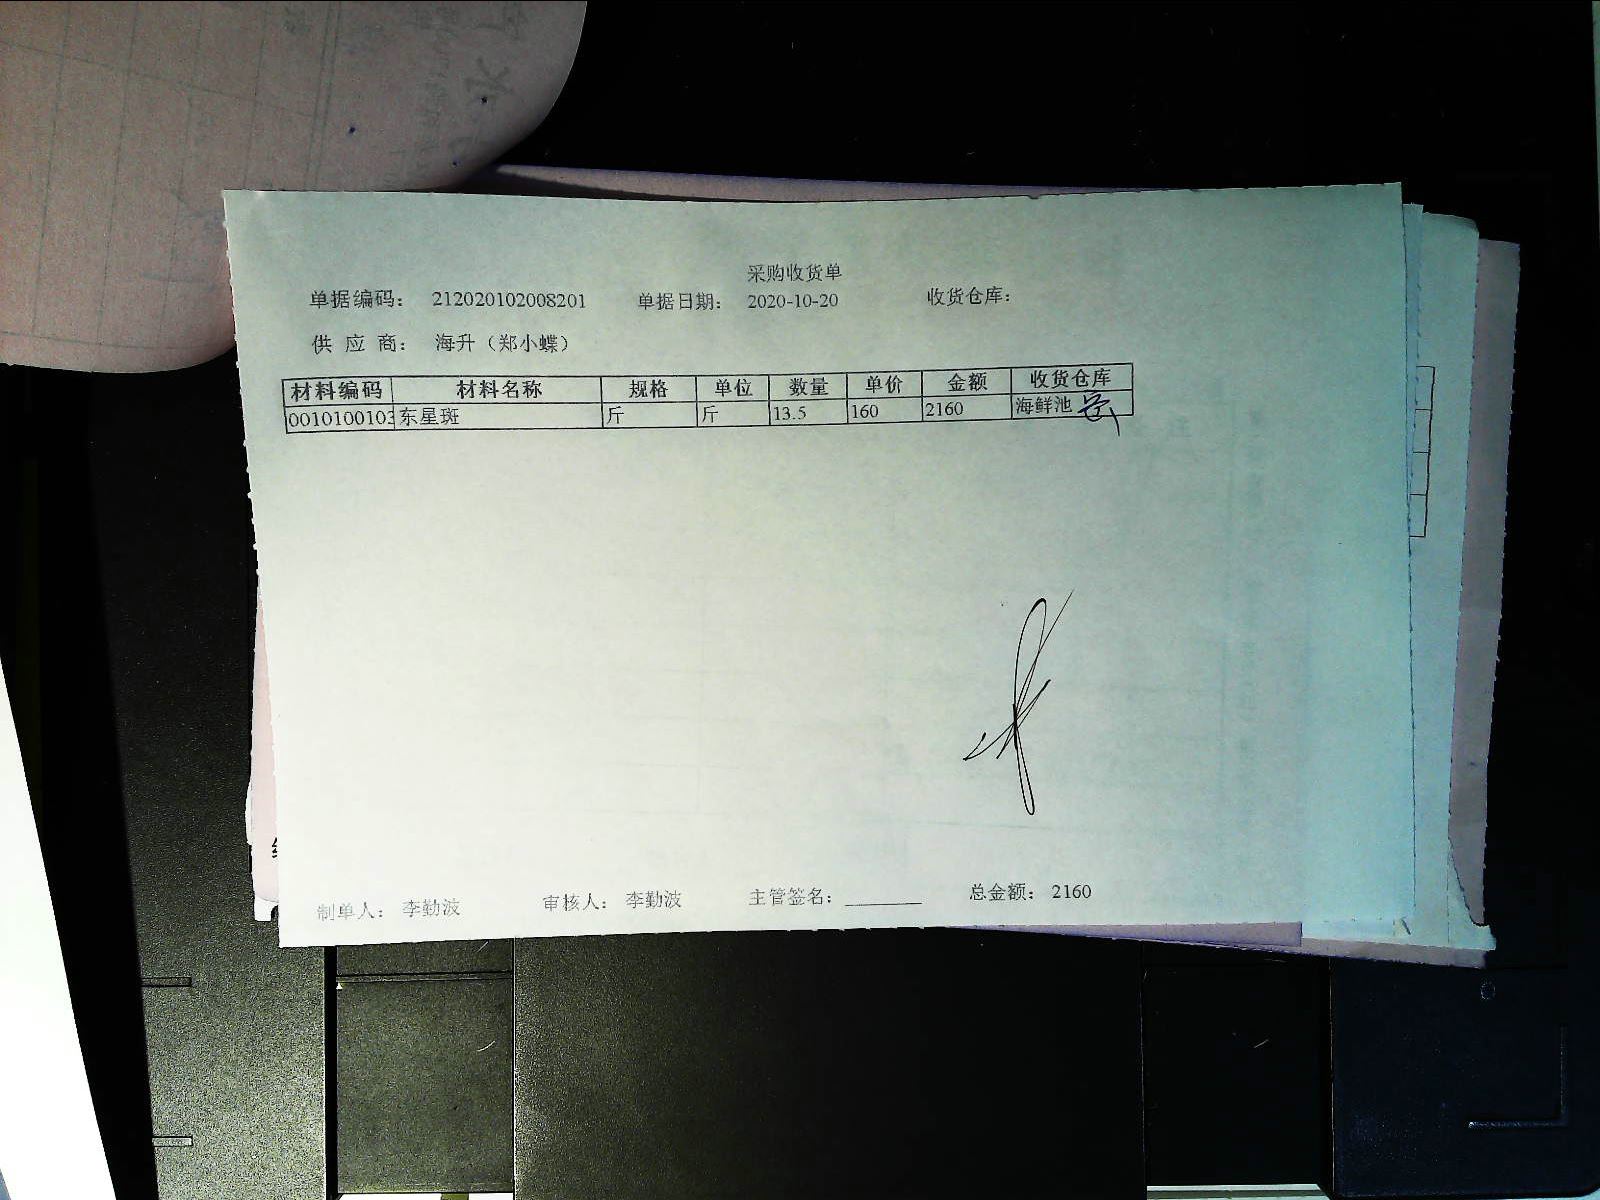 采购收货单
单据编码： 212020102008201 单据日期： 2020-10-20 收货仓库：
供 应 商： 海升（郑小蝶）
材料编码 材料名称 规格 单位 数量 单价 金额 收货仓库
0010100103 东星斑 斤 斤 13.5 160 2160 海鲜池
制单人： 李勤波 审核人： 李勤波 主管签名： 总金额： 2160